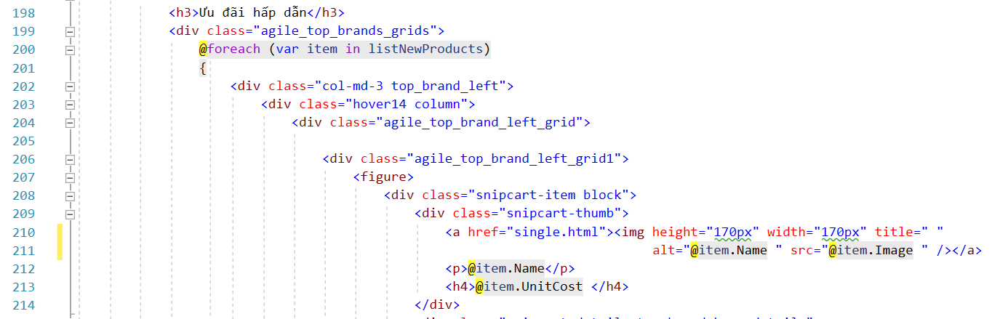 198 <h3>Ưu đãi hấp dẫn</h3>
199 <div class="agile_top_brands_grids">
200 @foreach (var item in listNewProducts)
201 {
202 <div class="col-md-3 top_brand_left">
203 <div class="hover14 column">
204 <div class="agile_top_brand_left_grid">
205
206 <div class="agile_top_brand_left_grid1">
207 <figure>
208 <div class="snipcart-item block">
209 <div class="snipcart-thumb">
210 <a href="single.html"><img height="170px" width="170px" title=" "
211 alt="@item.Name " src="@item.Image " /></a>
212 <p>@item.Name</p>
213 <h4>@item.UnitCost </h4>
214 </div>